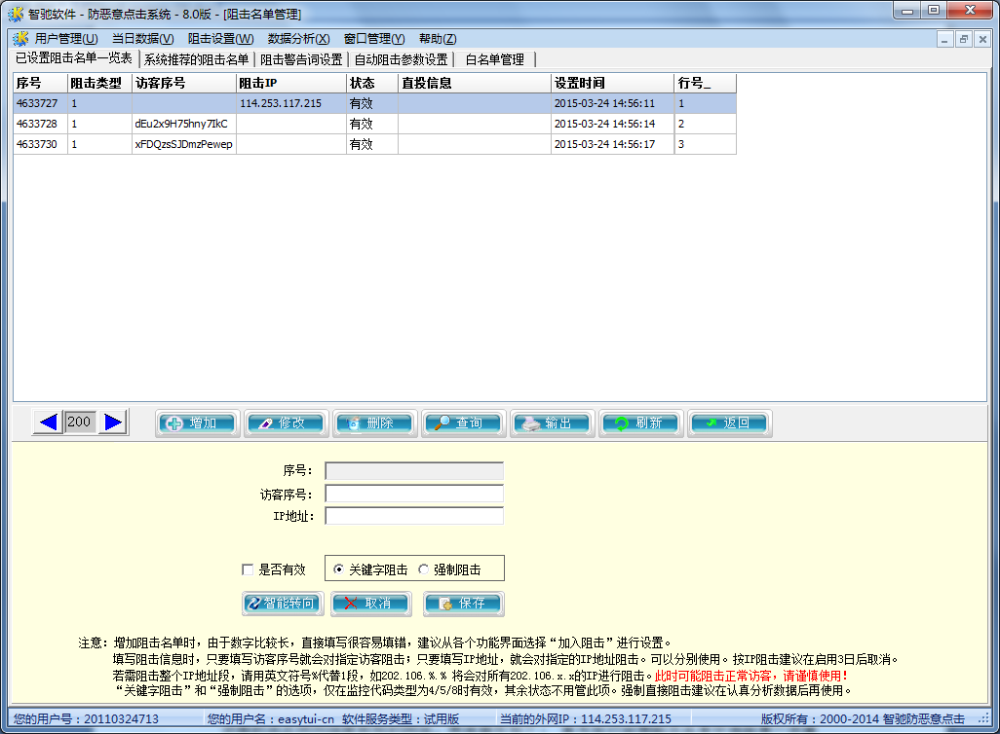 智驰软件 - 防恶意点击系统 - 8.0版 - [阻击名单管理]
用户管理(U) 当日数据(V) 阻击设置(W) 数据分析(X) 窗口管理(Y) 帮助(Z)
已设置阻击名单一览表 系统推荐的阻击名单 阻击警告词设置 自动阻击参数设置 白名单管理
序号 阻击类型 访客序号 阻击IP 状态 直投信息 设置时间 行号_
4633727 1 114.253.117.215 有效 2015-03-24 14:56:11 1
4633728 1 dEu2x9H75hny7IkC 有效 2015-03-24 14:56:14 2
4633730 1 xFDQzsSJDmzPewep 有效 2015-03-24 14:56:17 3
200 增加 修改 删除 查询 输出 刷新 返回
序号：
访客序号：
IP地址：
是否有效 关键字阻击 强制阻击
智能转向 取消 保存
注意：增加阻击名单时，由于数字比较长，直接填写很容易填错，建议从各个功能界面选择“加入阻击”进行设置。
填写阻击信息时，只要填写访客序号就会对指定访客阻击；只要填写IP地址，就会对指定的IP地址阻击。可以分别使用。按IP阻击建议在启用3日后取消。
若需阻击整个IP地址段，请用英文符号%代替1段，如202.106.%.% 将会对所有202.106.x.x的IP进行阻击。此时可能阻击正常访客，请谨慎使用！
“关键字阻击”和“强制阻击”的选项，仅在监控代码类型为4/5/8时有效，其余状态不用管此项。强制直接阻击建议在认真分析数据后再使用。
您的用户号：20110324713 您的用户名：easytui-cn 软件服务类型：试用版 当前的外网IP：114.253.117.215 版权所有：2000-2014 智驰防恶意点击